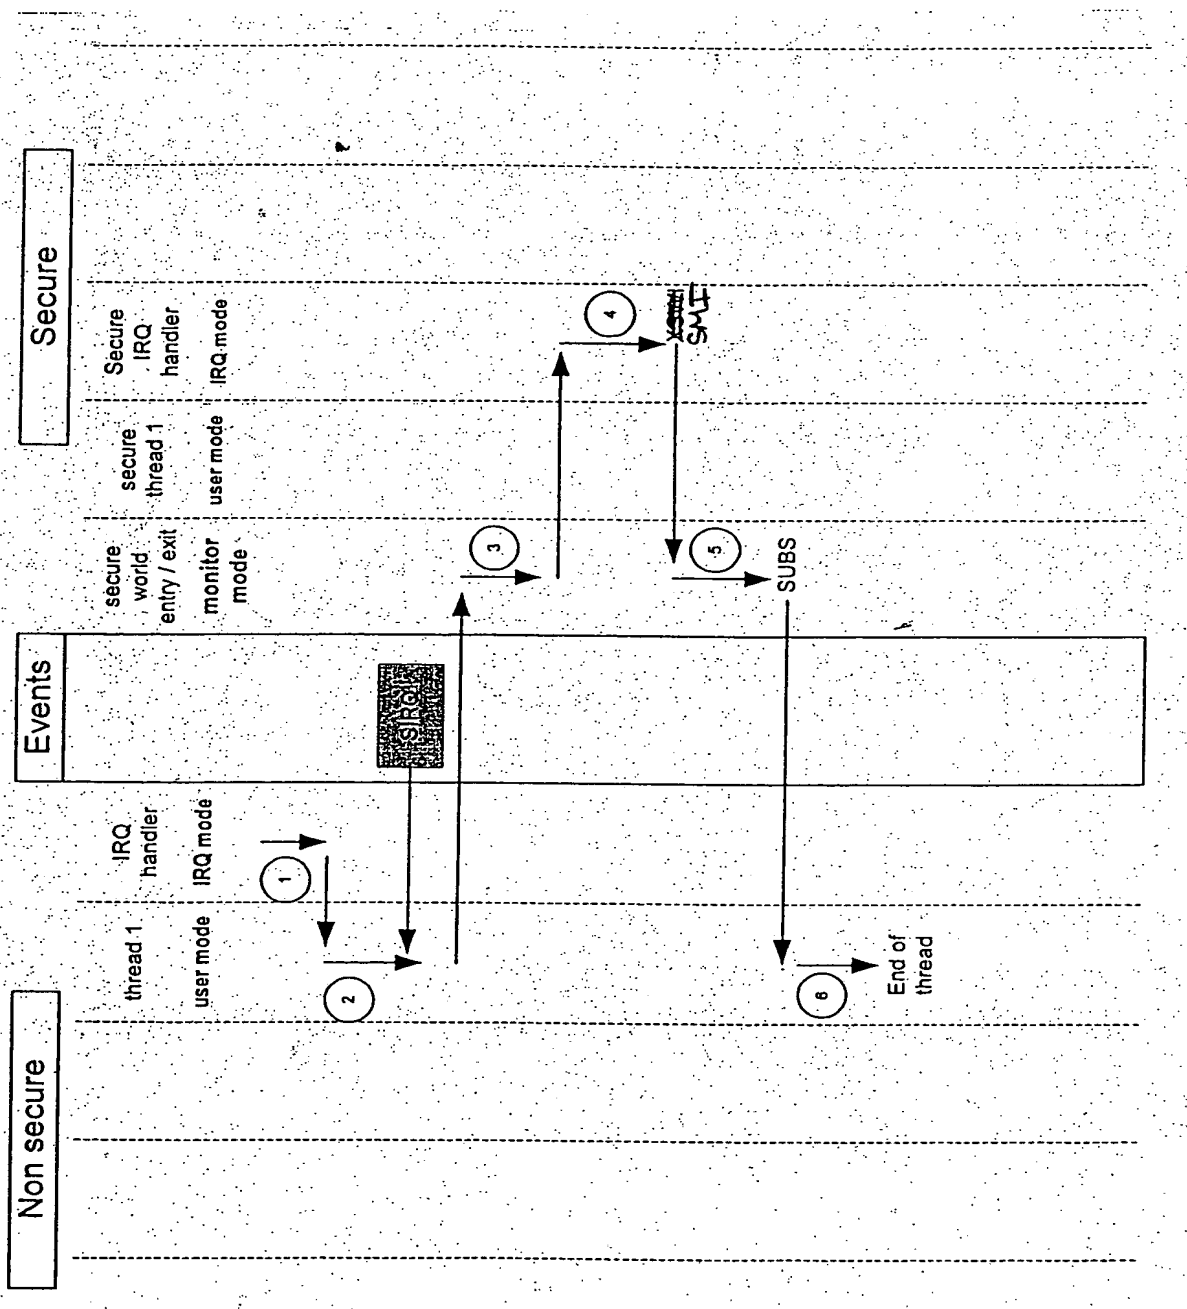 Non secure
Events
Secure
thread 1
user mode
IRQ
handler
IRQ mode
secure
world
entry / exit
monitor
mode
secure
thread 1
user mode
Secure
IRQ
handler
IRQ mode
1
2
SIRQ
3
4
SWI
5
SUBS
6
End of
thread